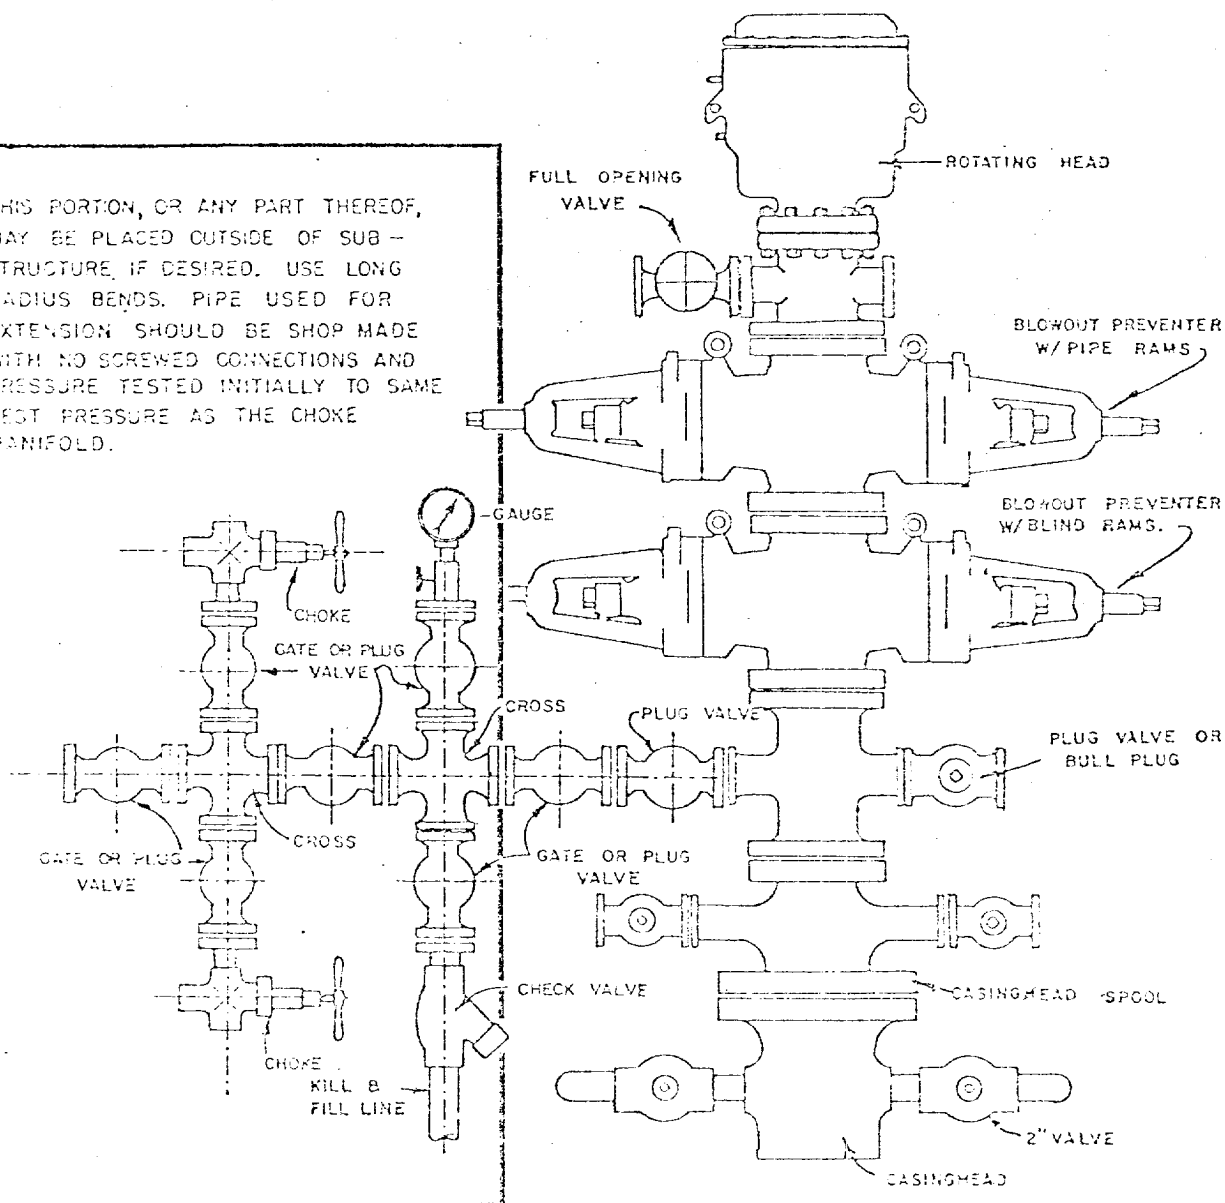 HIS PORTION, OR ANY PART THEREOF,
MAY BE PLACED OUTSIDE OF SUB-
TRUCTURE IF DESIRED. USE LONG
ADIUS BENDS. PIPE USED FOR
EXTENSION SHOULD BE SHOP MADE
WITH NO SCREWED CONNECTIONS AND
PRESSURE TESTED INITIALLY TO SAME
EST PRESSURE AS THE CHOKE
MANIFOLD.
FULL OPENING
VALVE
ROTATING HEAD
BLOWOUT PREVENTER
W/ PIPE RAMS
GAUGE
BLOWOUT PREVENTER
W/BLIND RAMS.
CHOKE
GATE OR PLUG
VALVE
CROSS
PLUG VALVE
PLUG VALVE OR
BULL PLUG
CROSS
GATE OR PLUG
VALVE
GATE OR PLUG
VALVE
CHECK VALVE
CASINGHEAD SPOOL
CHOKE
KILL &
FILL LINE
2" VALVE
CASINGHEAD